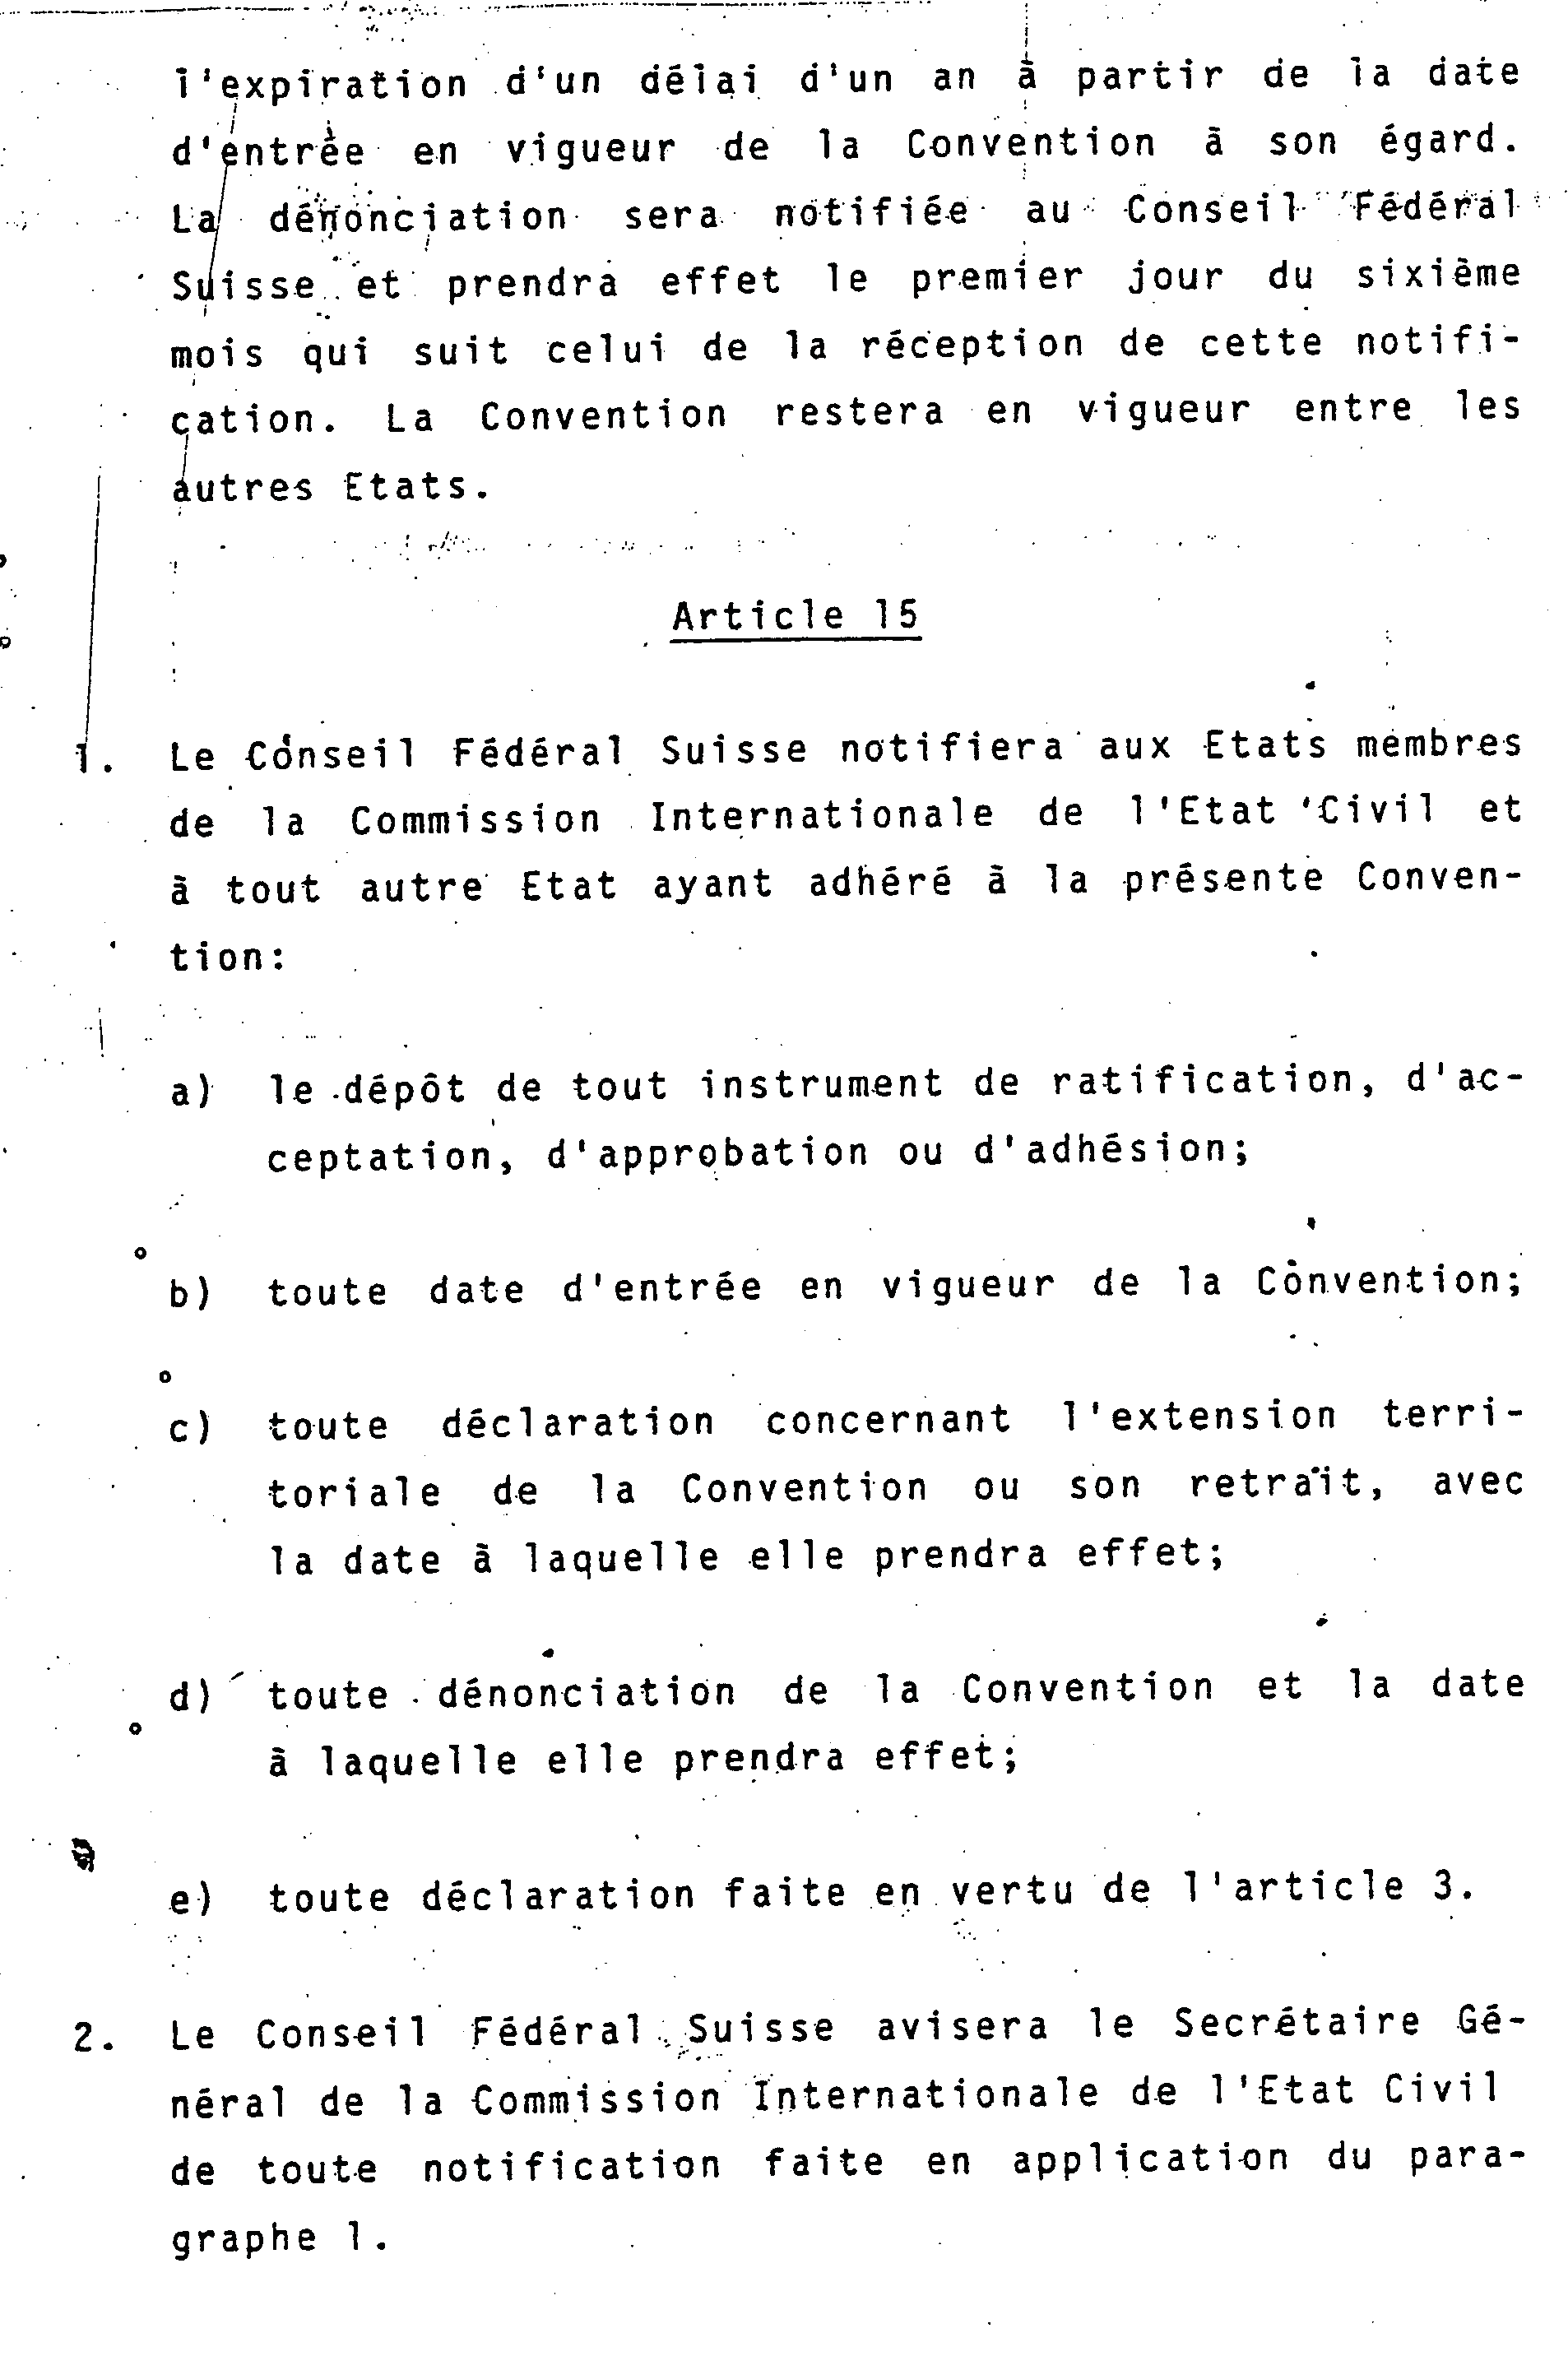 l'expiration d'un délai d'un an à partir de la date
d'entrée en vigueur de la Convention à son égard.
La dénonciation sera notifiée au Conseil Fédéral
Suisse et prendra effet le premier jour du sixième
mois qui suit celui de la réception de cette notifi-
cation. La Convention restera en vigueur entre les
autres Etats.
Article 15
1. Le Conseil Fédéral Suisse notifiera aux Etats membres
de la Commission Internationale de l'Etat Civil et
à tout autre Etat ayant adhéré à la présente Conven-
tion:
a) le dépôt de tout instrument de ratification, d'ac-
ceptation, d'approbation ou d'adhésion;
b) toute date d'entrée en vigueur de la Convention;
c) toute déclaration concernant l'extension terri-
toriale de la Convention ou son retrait, avec
la date à laquelle elle prendra effet;
d) toute dénonciation de la Convention et la date
à laquelle elle prendra effet;
e) toute déclaration faite en vertu de l'article 3.
2. Le Conseil Fédéral Suisse avisera le Secrétaire Gé-
néral de la Commission Internationale de l'Etat Civil
de toute notification faite en application du para-
graphe 1.